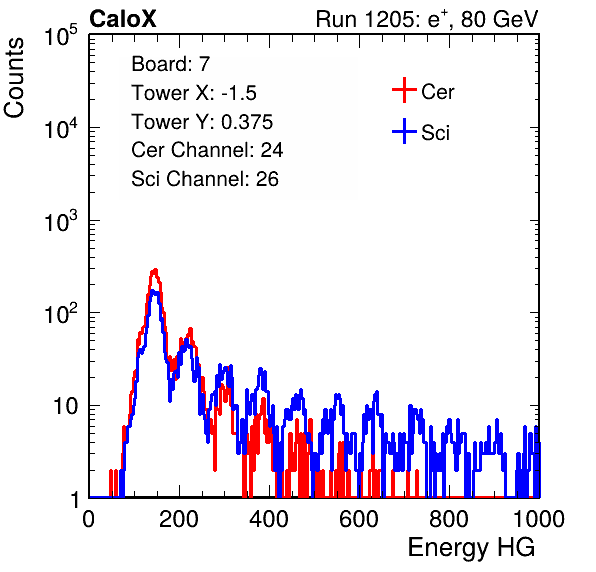 CaloX Run 1205: e⁺, 80 GeV
Counts
10⁵
10⁴
10³
10²
10
1
Board: 7
Tower X: -1.5
Tower Y: 0.375
Cer Channel: 24
Sci Channel: 26
Cer
Sci
0 200 400 600 800 1000
Energy HG